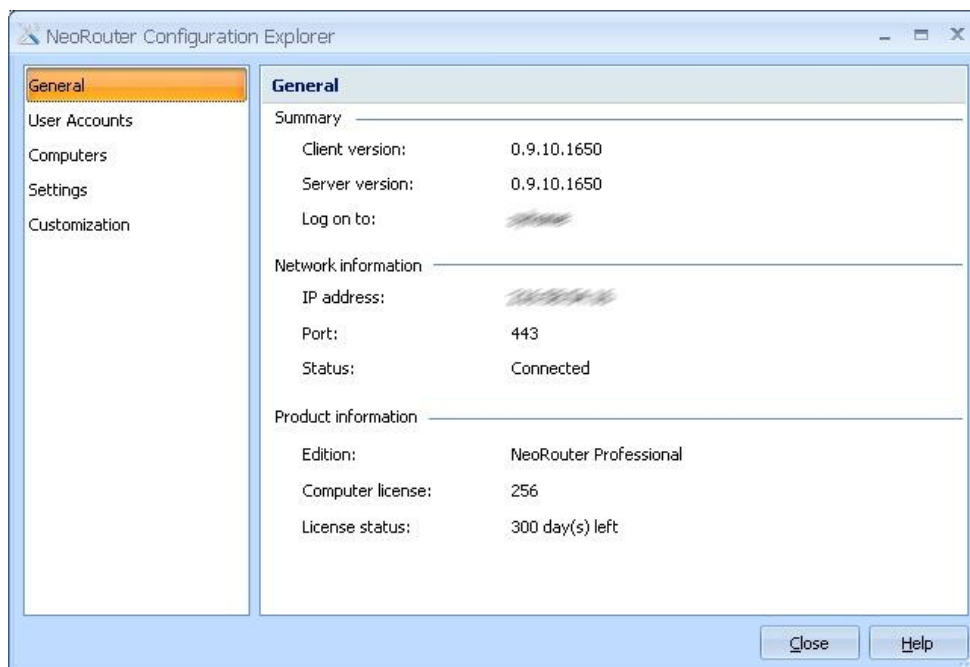 NeoRouter Configuration Explorer
General
User Accounts
Computers
Settings
Customization
General
Summary
Client version: 0.9.10.1650
Server version: 0.9.10.1650
Log on to:
Network information
IP address:
Port: 443
Status: Connected
Product information
Edition: NeoRouter Professional
Computer license: 256
License status: 300 day(s) left
Close Help